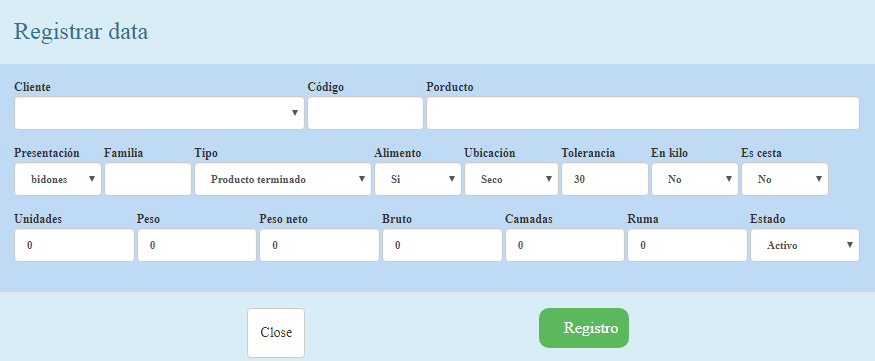 Registrar data
Cliente Código Porducto
Presentación Familia Tipo Alimento Ubicación Tolerancia En kilo Es cesta
bidones Producto terminado Si Seco 30 No No
Unidades Peso Peso neto Bruto Camadas Ruma Estado
0 0 0 0 0 0 Activo
Close Registro